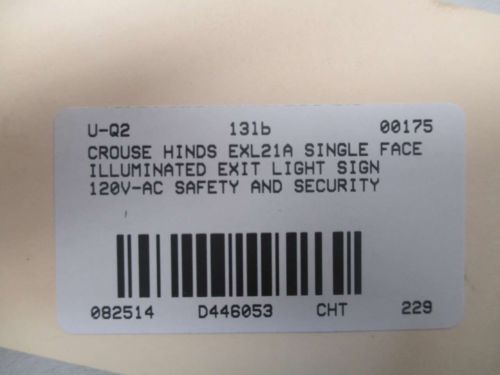 U-Q2 13lb 00175
CROUSE HINDS EXL21A SINGLE FACE
ILLUMINATED EXIT LIGHT SIGN
120V-AC SAFETY AND SECURITY
082514 D446053 CHT 229